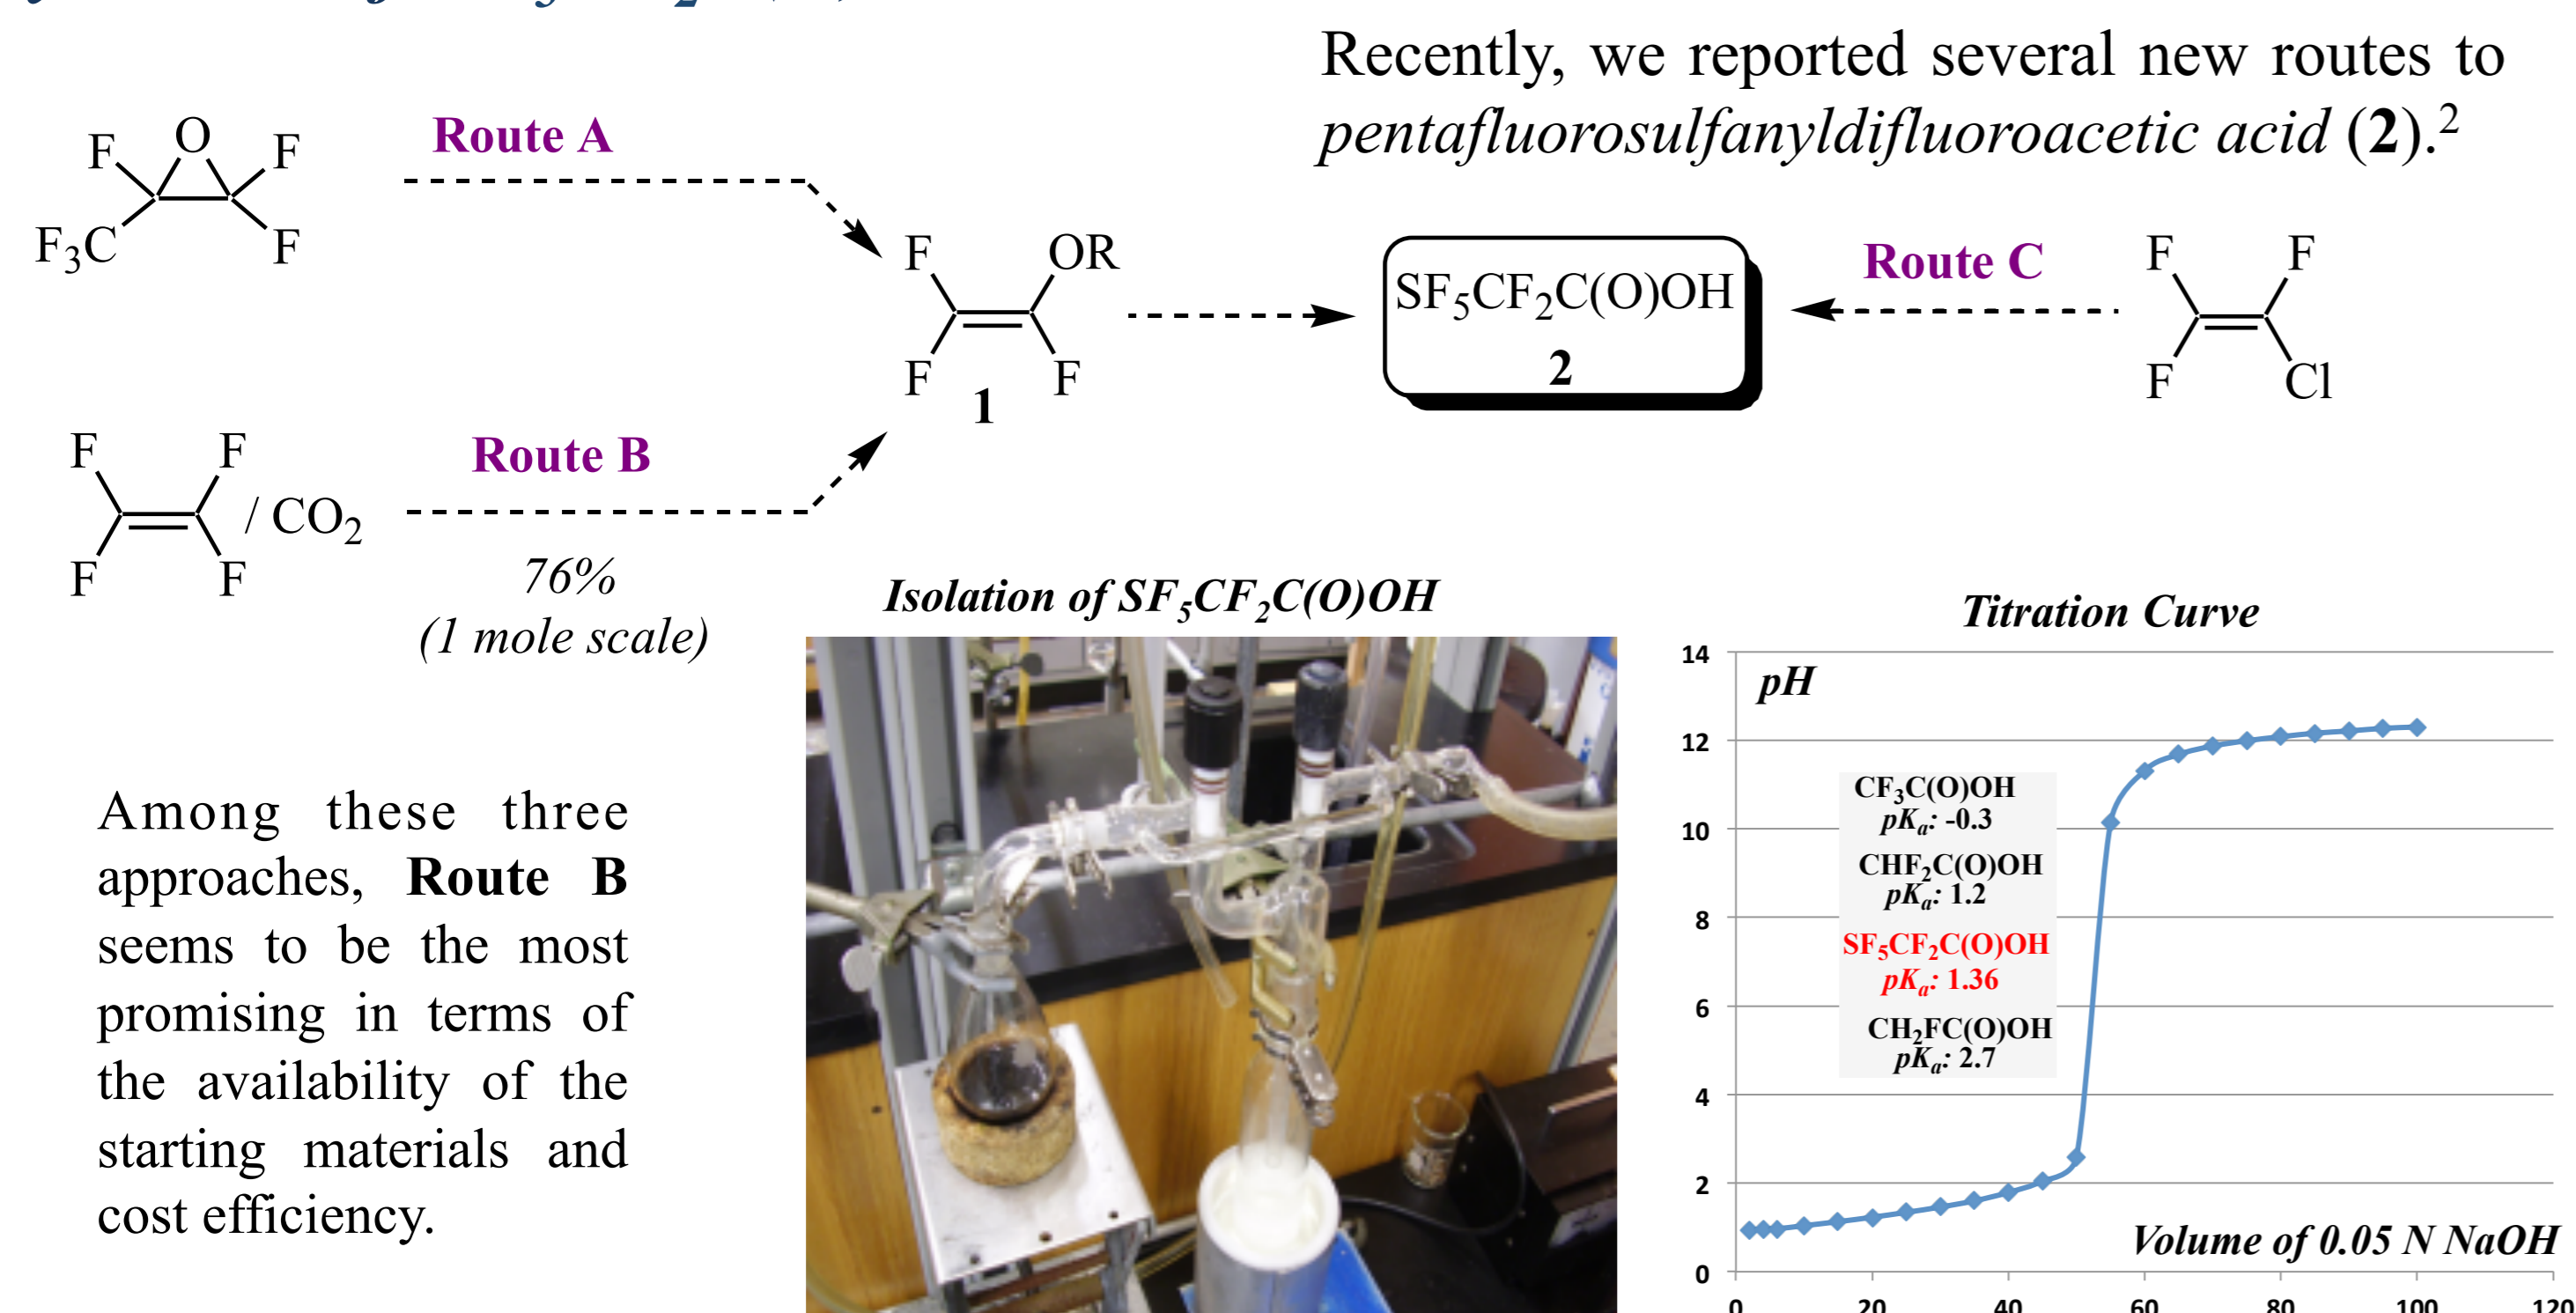 Recently, we reported several new routes to
pentafluorosulfanyldifluoroacetic acid (2).²
Route A
F
O
F
F₃C
F
F
OR
F
F
1
SF₅CF₂C(O)OH
2
Route C
F
F
F
Cl
Route B
F
F
/ CO₂
F
F
76%
(1 mole scale)
Among these three
approaches, Route B
seems to be the most
promising in terms of
the availability of the
starting materials and
cost efficiency.
Isolation of SF₅CF₂C(O)OH
Titration Curve
pH
14
12
10
8
6
4
2
0
CF₃C(O)OH
pKₐ: -0.3
CHF₂C(O)OH
pKₐ: 1.2
SF₅CF₂C(O)OH
pKₐ: 1.36
CH₂FC(O)OH
pKₐ: 2.7
Volume of 0.05 N NaOH
0 20 40 60 80 100 120